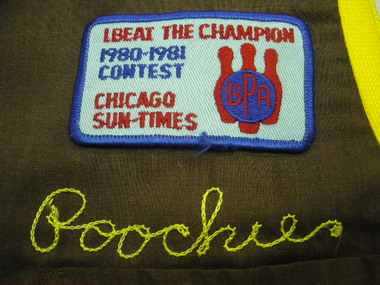 I BEAT THE CHAMPION
1980-1981
CONTEST
CHICAGO
SUN-TIMES
BPA
Poochie